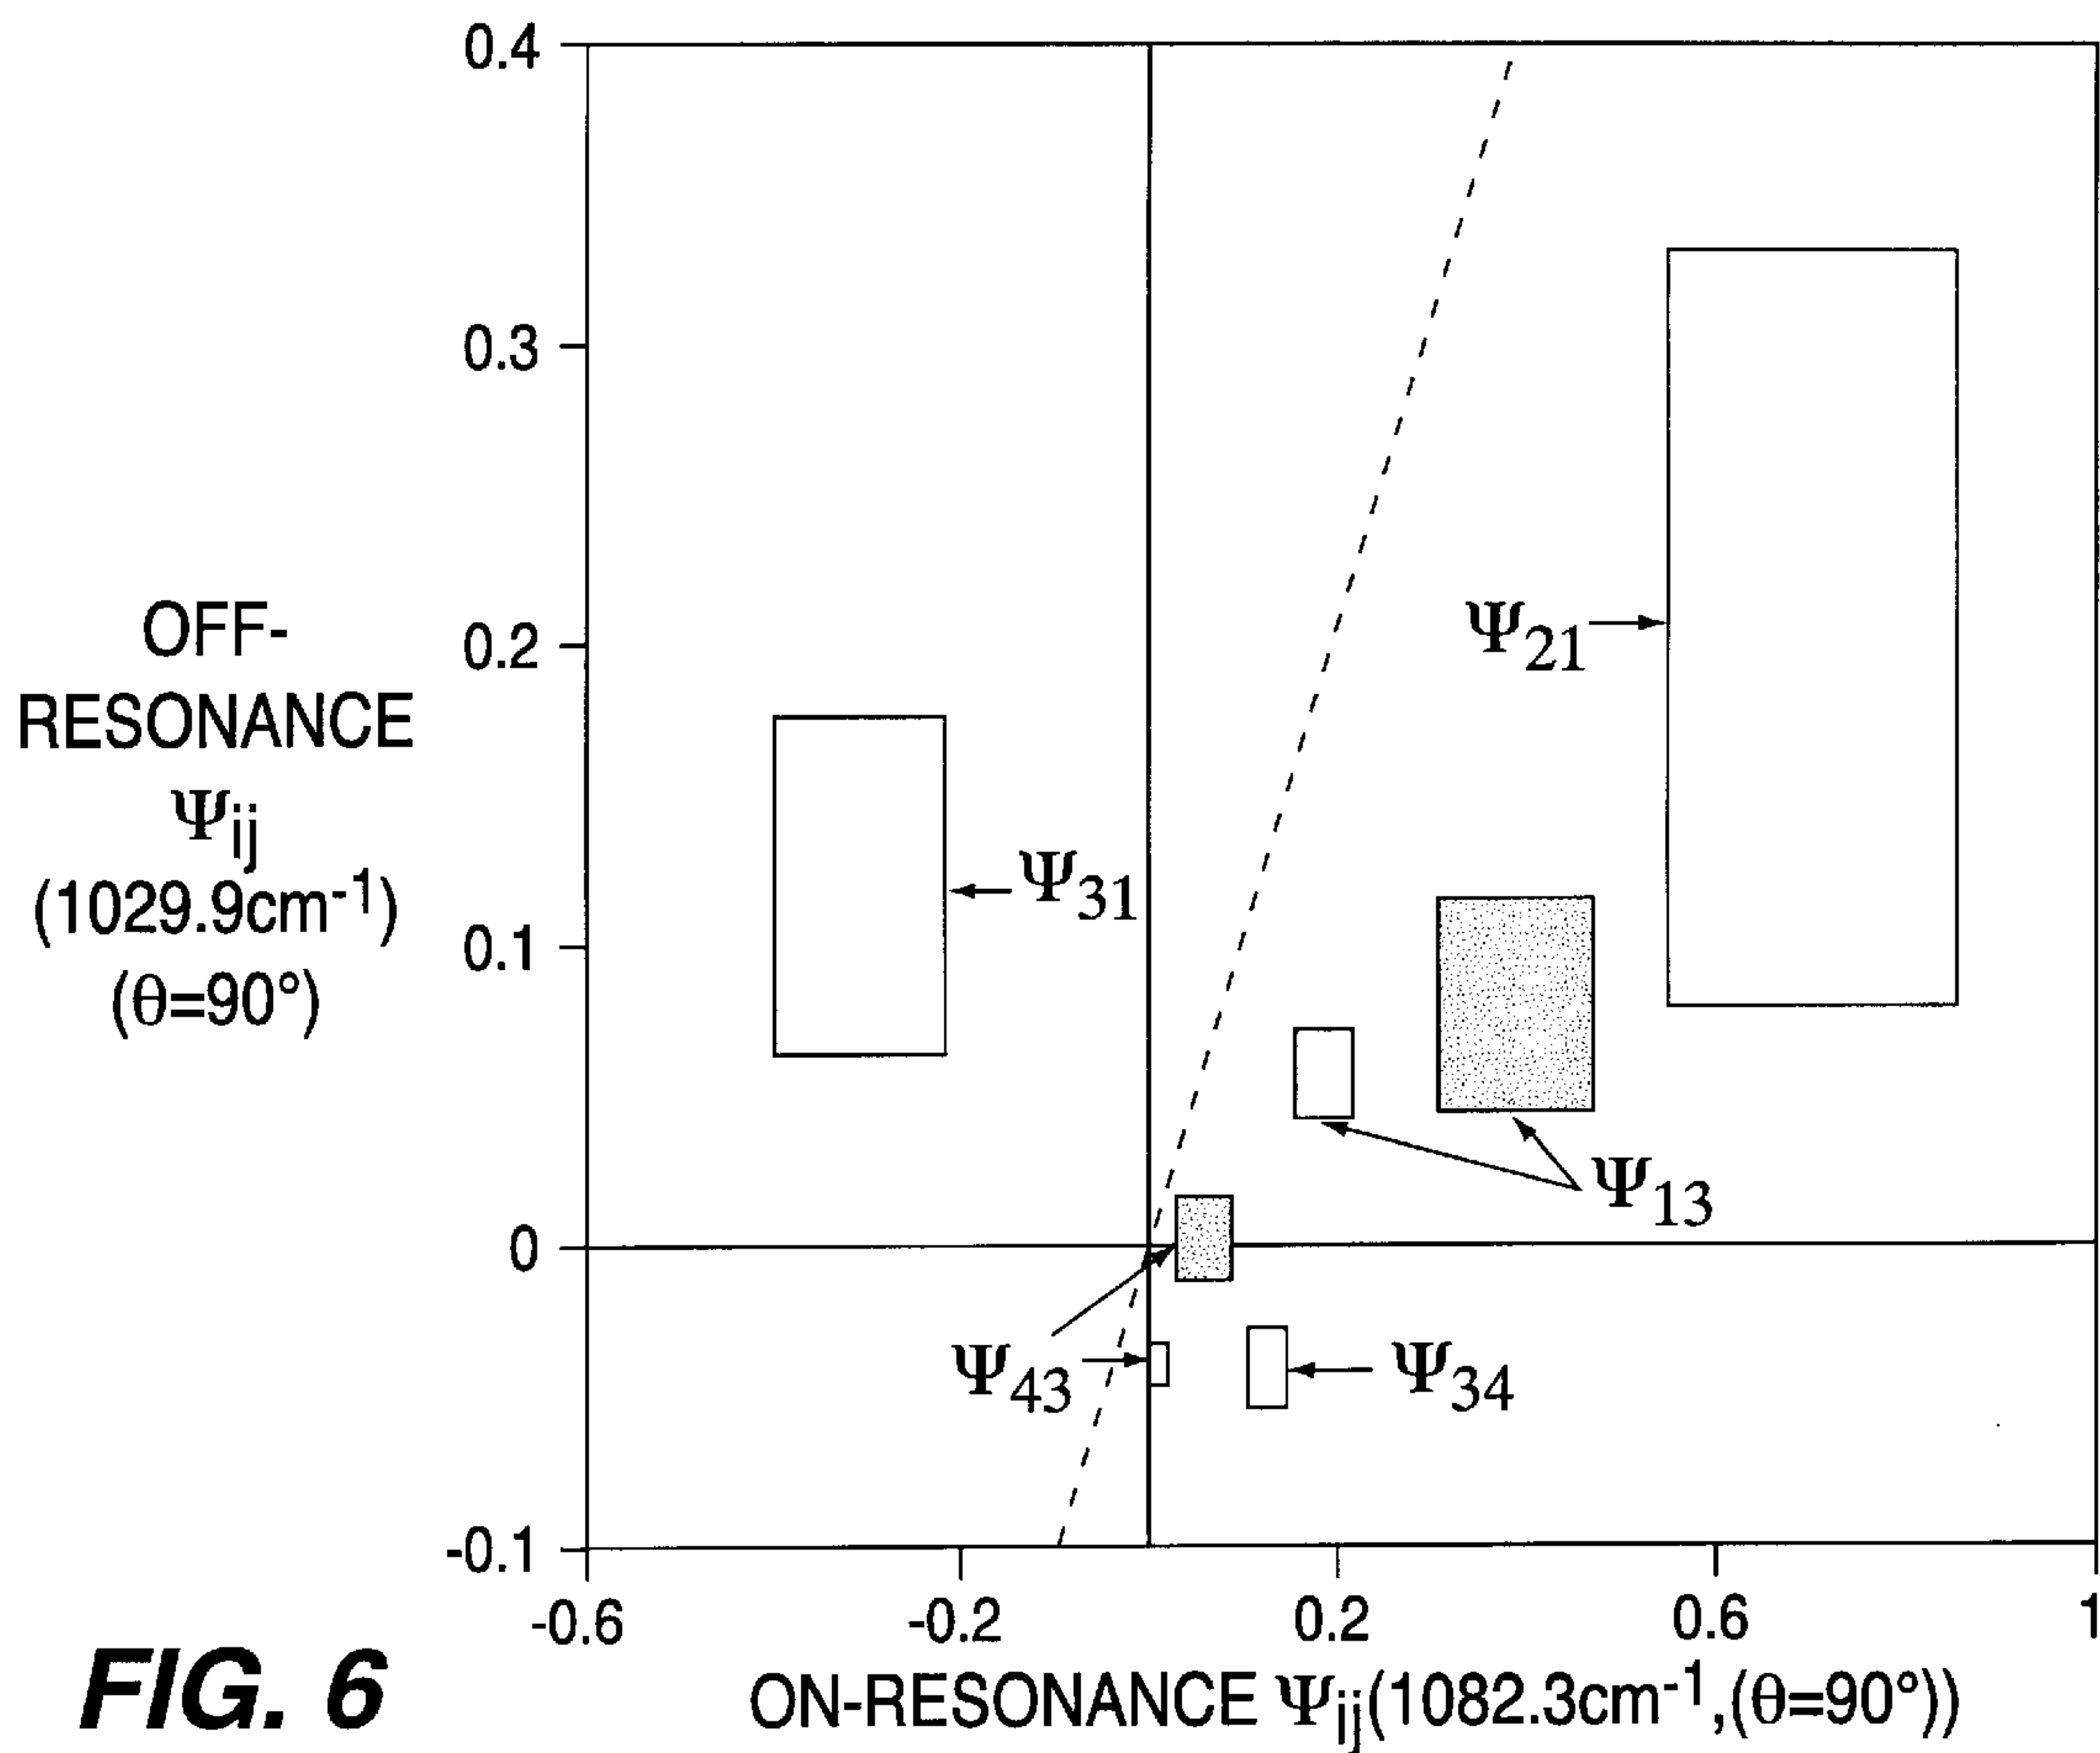 0.4
0.3
0.2
0.1
0
-0.1
-0.6
-0.2
0.2
0.6
1
OFF-
RESONANCE
Ψij
(1029.9cm-1)
(θ=90°)
Ψ21
Ψ31
Ψ13
Ψ43
Ψ34
ON-RESONANCE Ψij(1082.3cm-1,(θ=90°))
FIG. 6